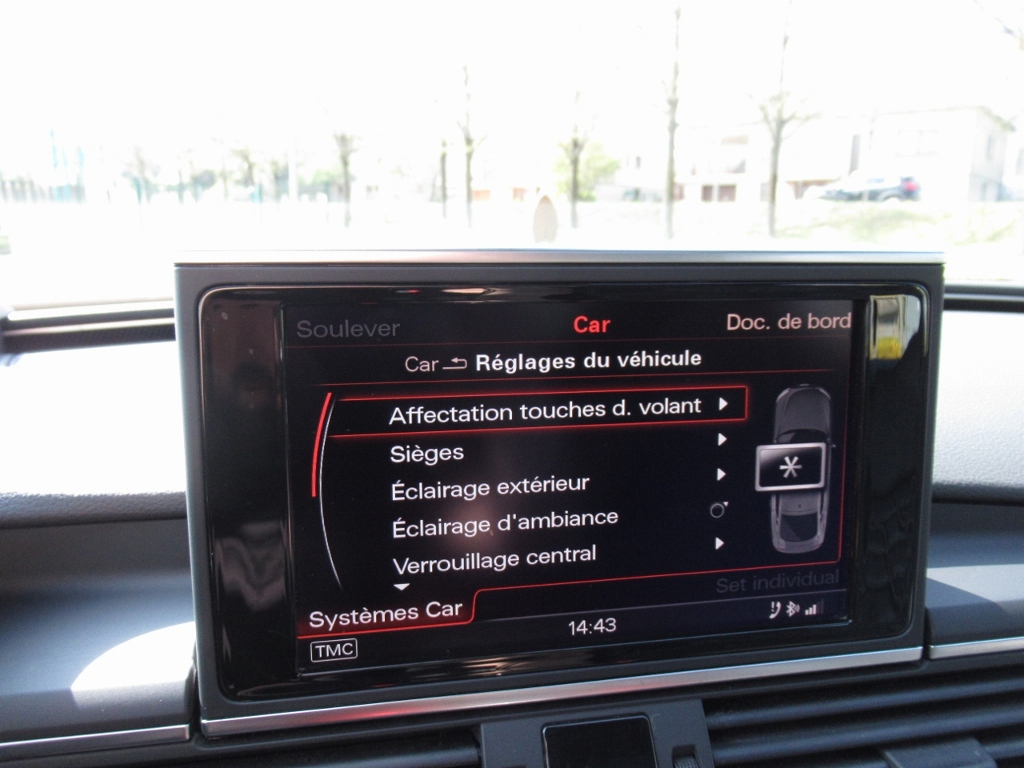 Soulever Car Doc. de bord
Car Réglages du véhicule
Affectation touches d. volant
Sièges
Éclairage extérieur
Éclairage d'ambiance
Verrouillage central
Set individual
Systèmes Car
14:43
TMC